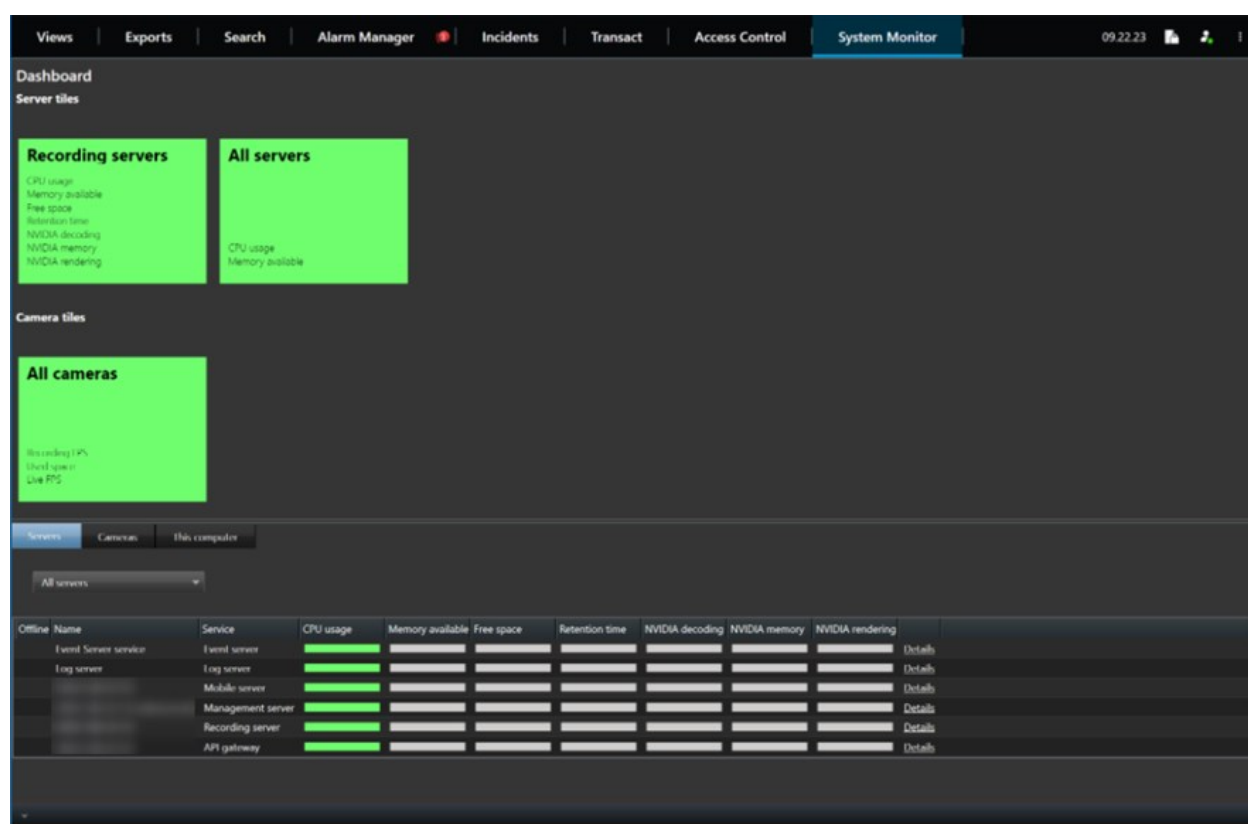 Views Exports Search Alarm Manager Incidents Transact Access Control System Monitor 09.22.23
Dashboard
Server tiles
Recording servers
CPU usage
Memory available
Free space
Retention time
NVIDIA decoding
NVIDIA memory
NVIDIA rendering
All servers
CPU usage
Memory available
Camera tiles
All cameras
Recording FPS
Used space
Live FPS
Servers Cameras This computer
All servers
Offline Name Service CPU usage Memory available Free space Retention time NVIDIA decoding NVIDIA memory NVIDIA rendering
Event Server service Event server Details
Log server Log server Details
Mobile server Details
Management server Details
Recording server Details
API gateway Details